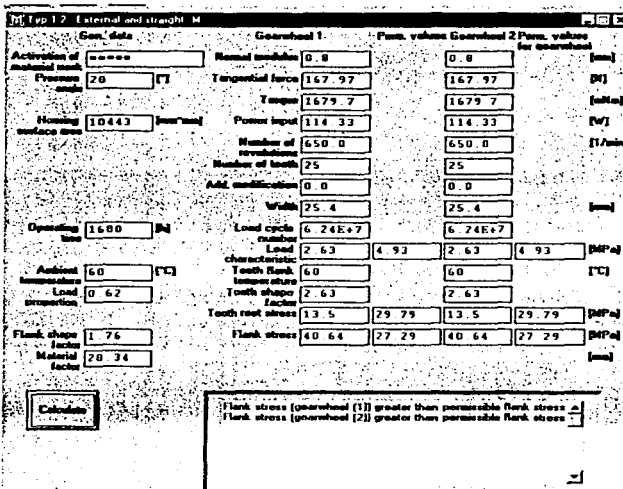 Typ 1.2 External and straight M
Gen. data Gearwheel 1 Perm. values Gearwheel 2 Perm. values for gearwheel
Activation of material mask ----- Normal modulus 0.8 0.8 [mm]
Pressure angle 20 [°] Tangential force 167.97 167.97 [N]
Torque 1679.7 1679.7 [mNm]
Housing surface area 10443 [mm*mm] Power input 114.33 114.33 [W]
Number of revolutions 650.0 650.0 [1/min
Number of teeth 25 25
Add. modification 0.0 0.0
Width 25.4 25.4 [mm]
Operating time 1600 [h] Load cycle number 6.24E+7 6.24E+7
Load characteristic 2.63 4.93 2.63 4.93 [MPa]
Ambient temperature 60 [°C] Tooth flank temperature 60 60 [°C]
Load proportion 0.62 Tooth shape factor 2.63 2.63
Tooth root stress 13.5 29.79 13.5 29.79 [MPa]
Flank shape factor 1.76 Flank stress 40.64 27.29 40.64 27.29 [MPa]
Material factor 20.34 [mm]
Calculate
Flank stress (gearwheel [1]) greater than permissible flank stress
Flank stress (gearwheel [2]) greater than permissible flank stress